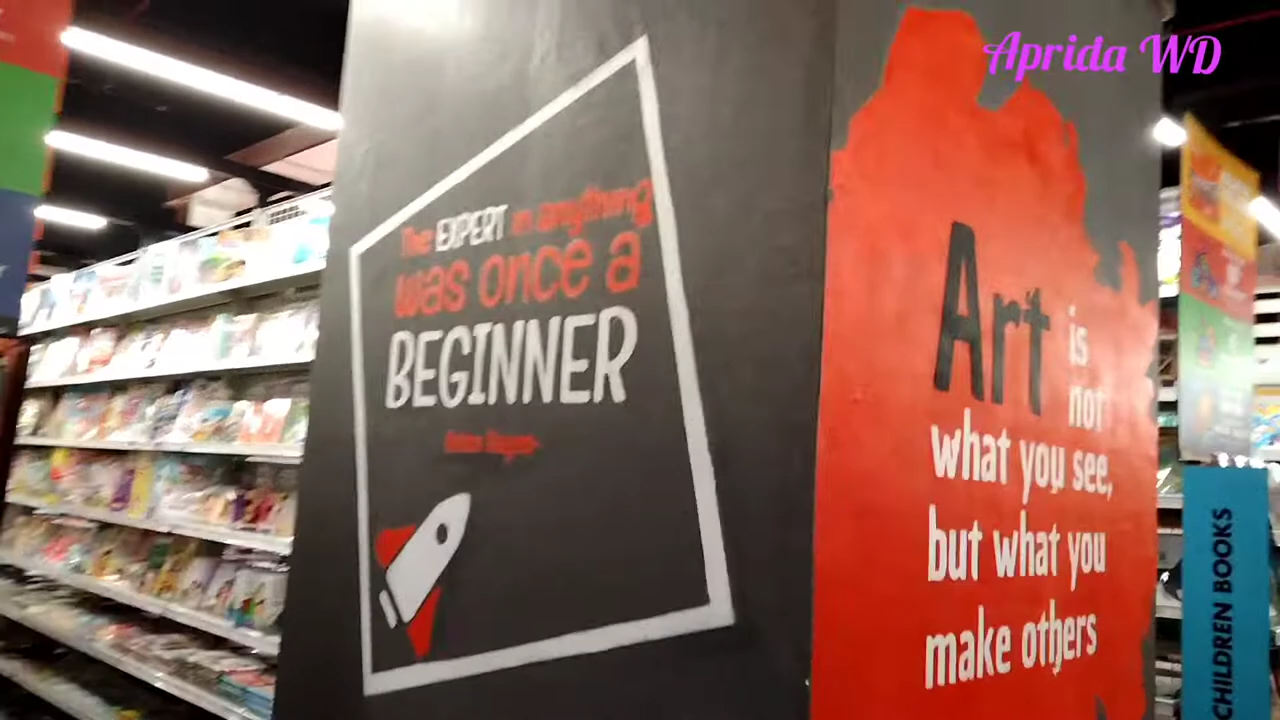 Aprida WD
The EXPERT in anything
was once a
BEGINNER
Art is
not
what you see,
but what you
make others
CHILDREN BOOKS